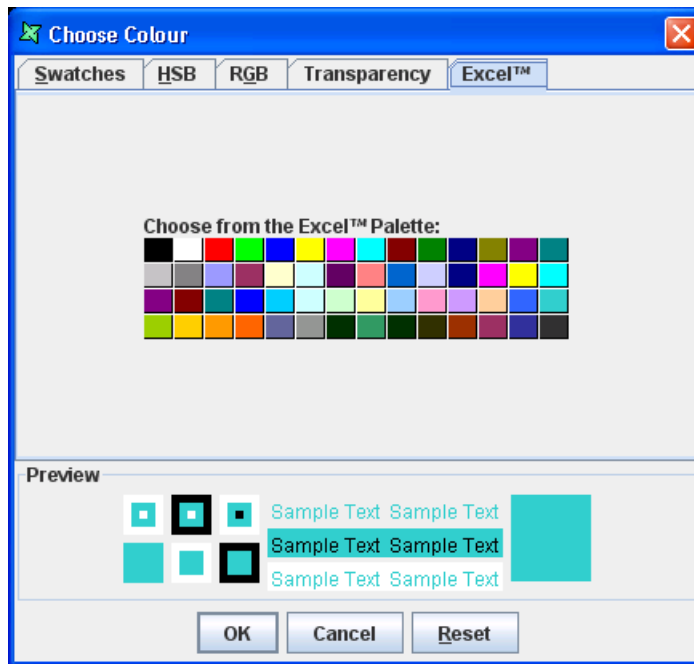 Choose Colour
Swatches HSB RGB Transparency Excel™
Choose from the Excel™ Palette:
Preview
Sample Text Sample Text
Sample Text Sample Text
Sample Text Sample Text
OK Cancel Reset